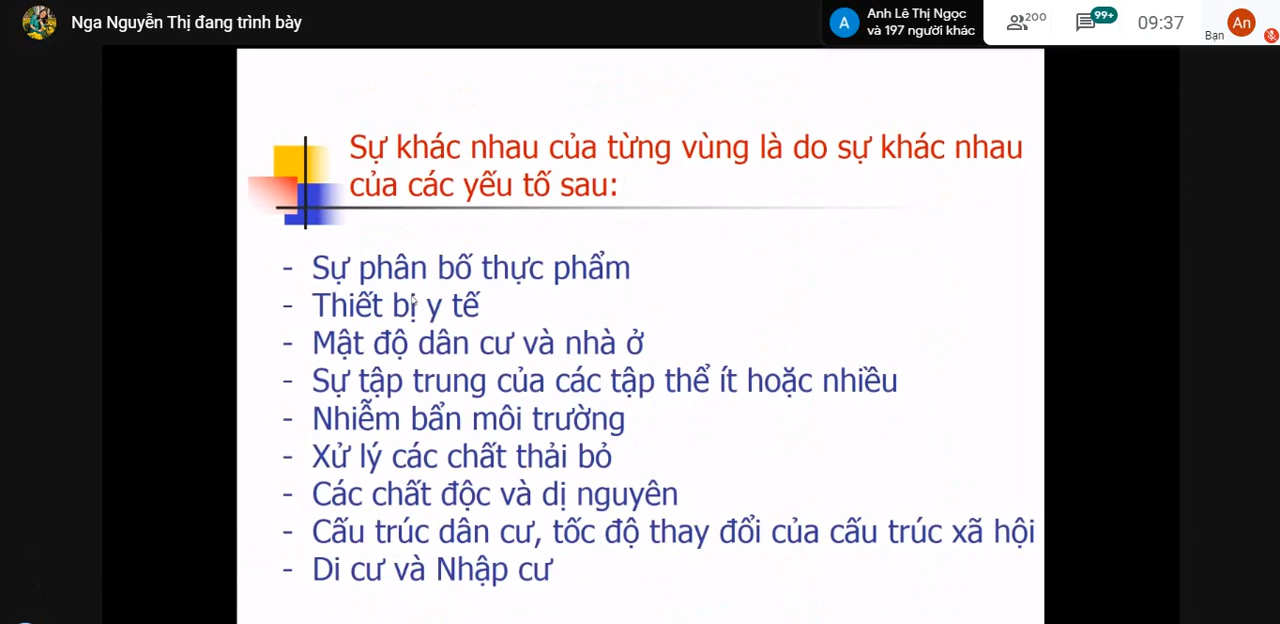 Nga Nguyễn Thị đang trình bày
A
Anh Lê Thị Ngọc
và 197 người khác
200
99+
09:37
Bạn
An
Sự khác nhau của từng vùng là do sự khác nhau
của các yếu tố sau:
- Sự phân bố thực phẩm
- Thiết bị y tế
- Mật độ dân cư và nhà ở
- Sự tập trung của các tập thể ít hoặc nhiều
- Nhiễm bẩn môi trường
- Xử lý các chất thải bỏ
- Các chất độc và dị nguyên
- Cấu trúc dân cư, tốc độ thay đổi của cấu trúc xã hội
- Di cư và Nhập cư